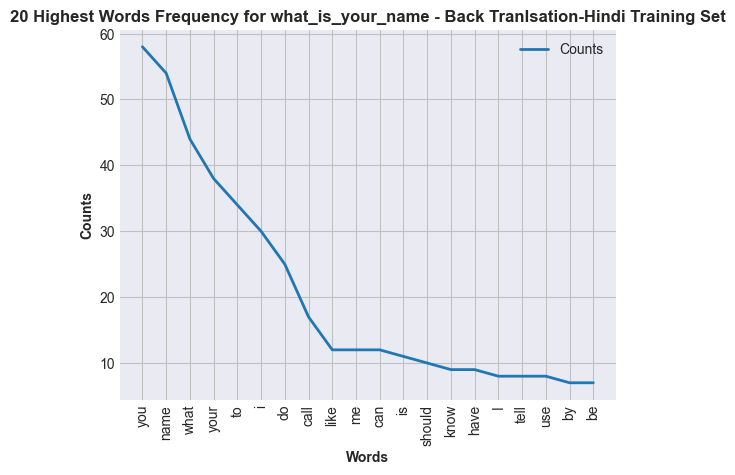 20 Highest Words Frequency for what_is_your_name - Back Tranlsation-Hindi Training Set
Counts
60
50
40
30
20
10
Counts
you
name
what
your
to
i
do
call
like
me
can
is
should
know
have
I
tell
use
by
be
Words